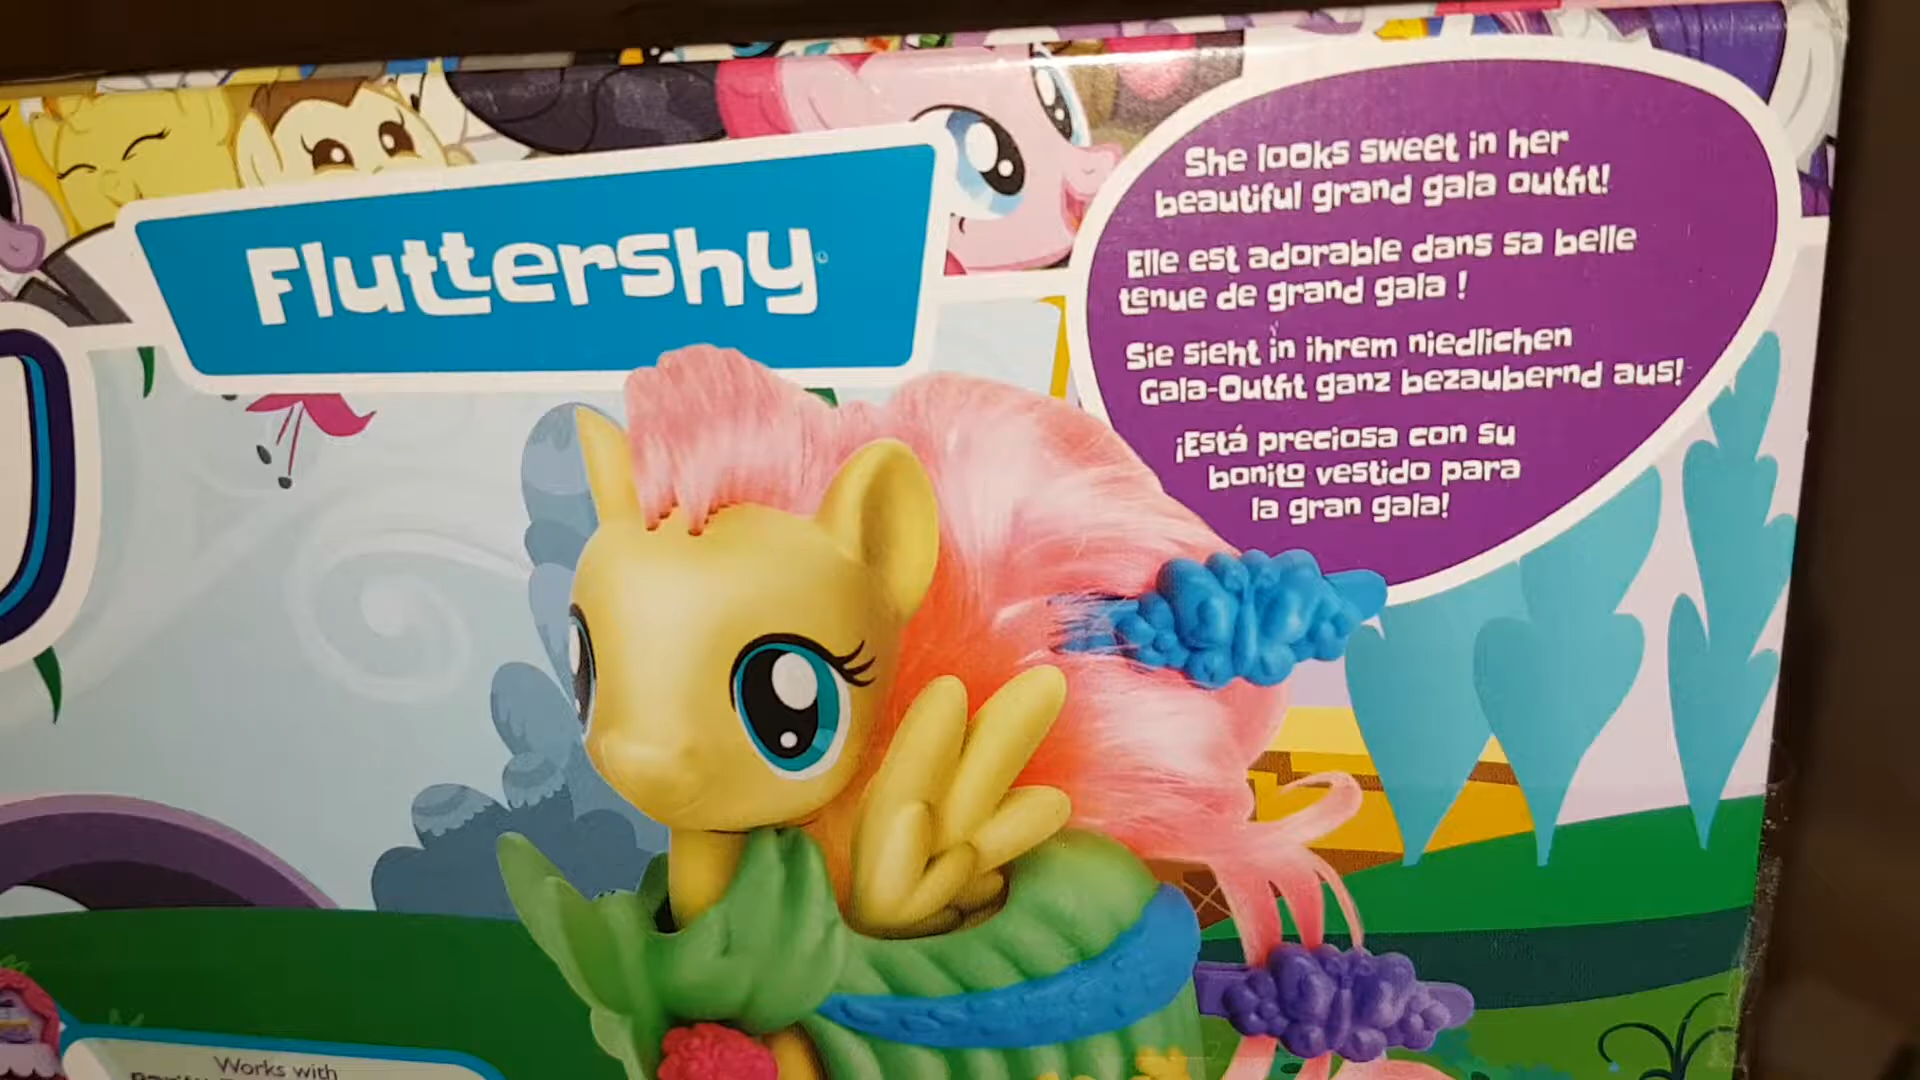 Fluttershy
She looks sweet in her
beautiful grand gala outfit!
Elle est adorable dans sa belle
tenue de grand gala !
Sie sieht in ihrem niedlichen
Gala-Outfit ganz bezaubernd aus!
¡Está preciosa con su
bonito vestido para
la gran gala!
Works with